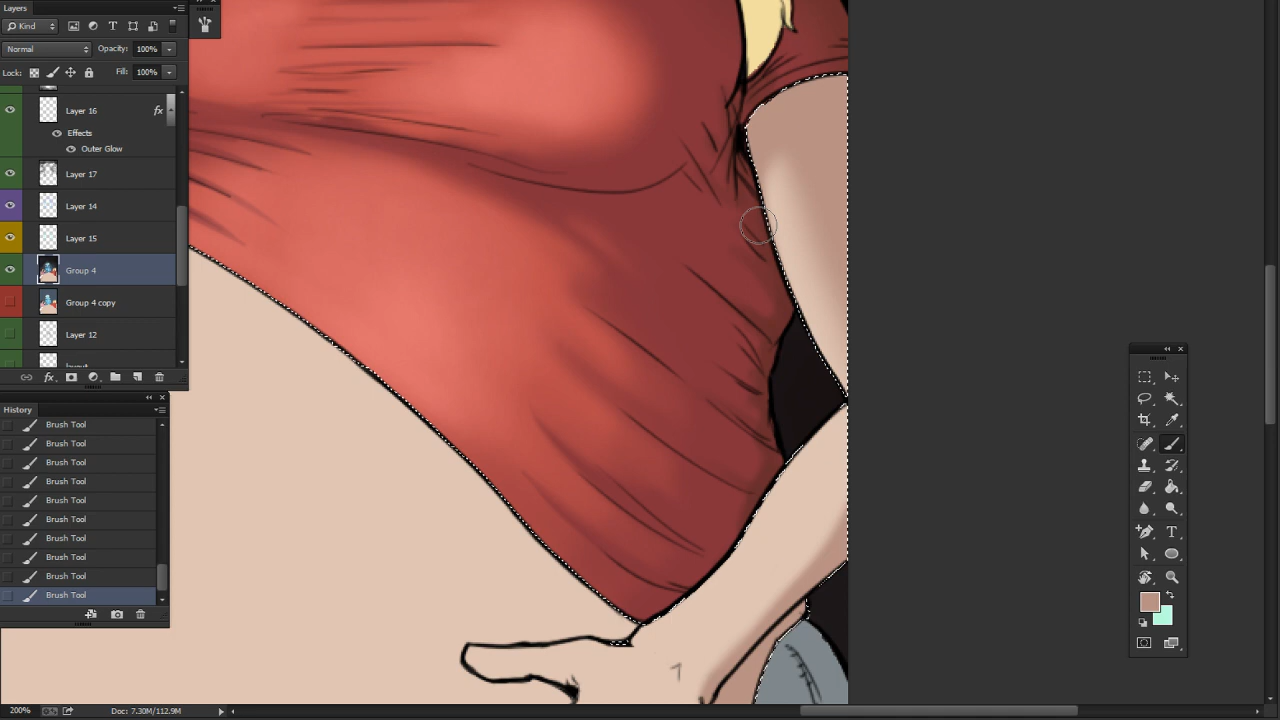 Layers
Kind
Normal
Opacity: 100%
Lock:
Fill: 100%
Layer 16
fx
Effects
Outer Glow
Layer 17
Layer 14
Layer 15
Group 4
Group 4 copy
Layer 12
layout
fx
History
Brush Tool
Brush Tool
Brush Tool
Brush Tool
Brush Tool
Brush Tool
Brush Tool
Brush Tool
Brush Tool
Brush Tool
T
200%
Doc: 7.30M/112.9M